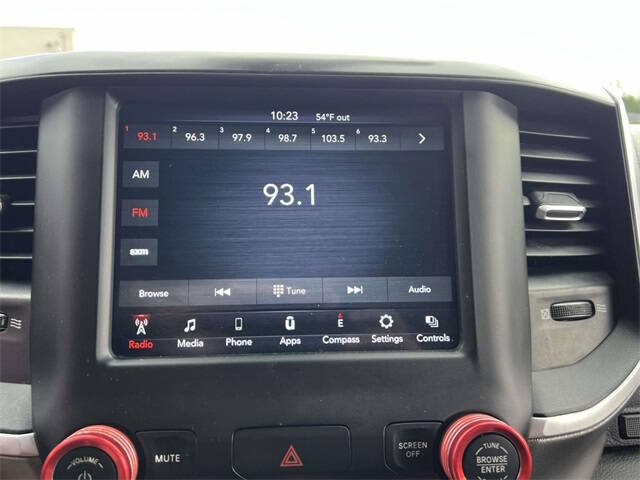 10:23 54°F out
1 93.1 2 96.3 3 97.9 4 98.7 5 103.5 6 93.3
AM
93.1
FM
sxm
Browse Tune Audio
E
Radio Media Phone Apps Compass Settings Controls
VOLUME MUTE SCREEN OFF TUNE
BROWSE
ENTER